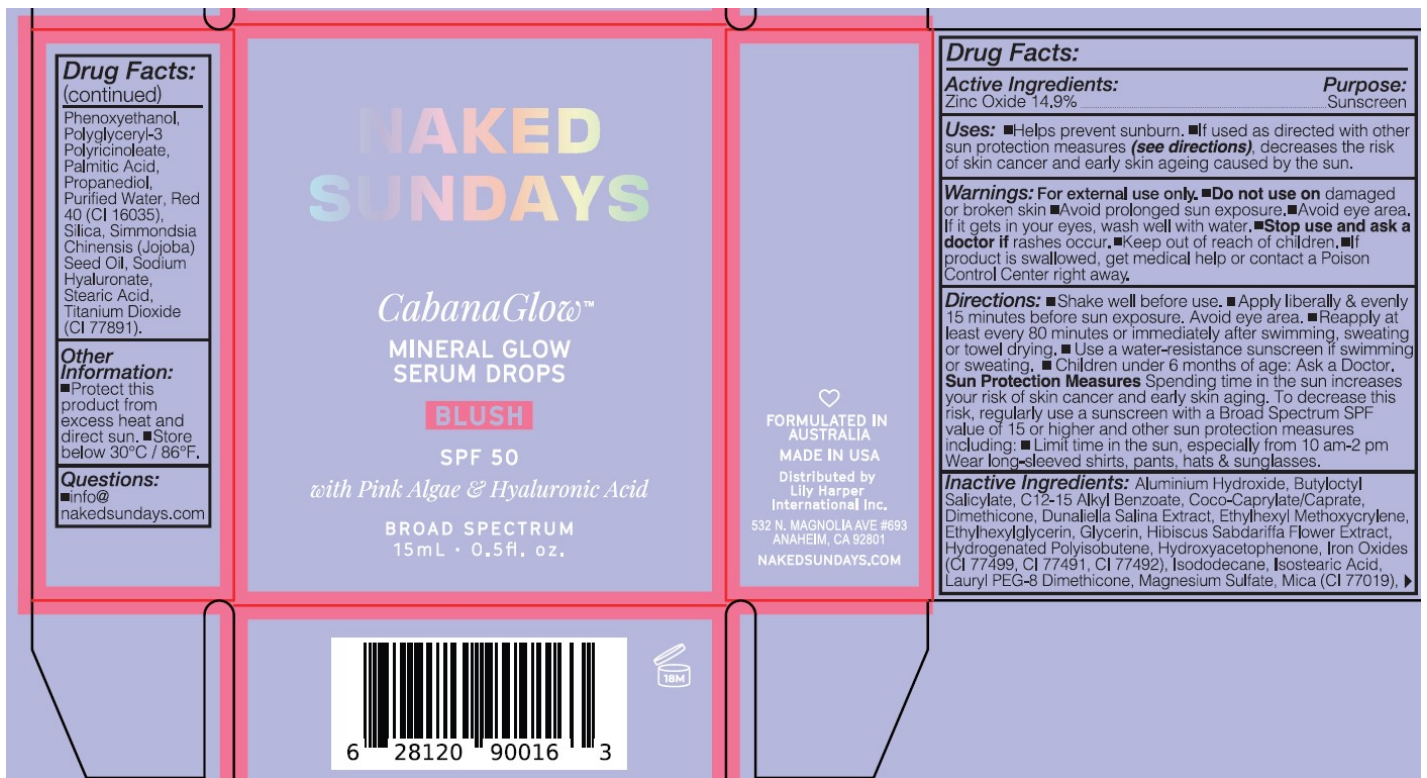 Drug Facts:
(continued)
Phenoxyethanol,
Polyglyceryl-3
Polyricinoleate,
Palmitic Acid,
Propanediol,
Purified Water, Red
40 (CI 16035),
Silica, Simmondsia
Chinensis (Jojoba)
Seed Oil, Sodium
Hyaluronate,
Stearic Acid,
Titanium Dioxide
(CI 77891).
Other
Information:
■Protect this
product from
excess heat and
direct sun. ■Store
below 30°C / 86°F.
Questions:
■info@
nakedsundays.com
NAKED
SUNDAYS
CabanaGlow™
MINERAL GLOW
SERUM DROPS
BLUSH
SPF 50
with Pink Algae & Hyaluronic Acid
BROAD SPECTRUM
15mL · 0.5fl. oz.
FORMULATED IN
AUSTRALIA
MADE IN USA
Distributed by
Lily Harper
International Inc.
532 N. MAGNOLIA AVE #693
ANAHEIM, CA 92801
NAKEDSUNDAYS.COM
Drug Facts:
Active Ingredients: Purpose:
Zinc Oxide 14.9% Sunscreen
Uses: ■Helps prevent sunburn. ■If used as directed with other
sun protection measures (see directions), decreases the risk
of skin cancer and early skin ageing caused by the sun.
Warnings: For external use only. ■Do not use on damaged
or broken skin ■Avoid prolonged sun exposure.■Avoid eye area.
If it gets in your eyes, wash well with water.■Stop use and ask a
doctor if rashes occur.■Keep out of reach of children.■If
product is swallowed, get medical help or contact a Poison
Control Center right away.
Directions: ■Shake well before use. ■Apply liberally & evenly
15 minutes before sun exposure. Avoid eye area. ■Reapply at
least every 80 minutes or immediately after swimming, sweating
or towel drying. ■ Use a water-resistance sunscreen if swimming
or sweating. ■ Children under 6 months of age: Ask a Doctor.
Sun Protection Measures Spending time in the sun increases
your risk of skin cancer and early skin aging. To decrease this
risk, regularly use a sunscreen with a Broad Spectrum SPF
value of 15 or higher and other sun protection measures
including: ■ Limit time in the sun, especially from 10 am-2 pm
Wear long-sleeved shirts, pants, hats & sunglasses.
Inactive Ingredients: Aluminium Hydroxide, Butyloctyl
Salicylate, C12-15 Alkyl Benzoate, Coco-Caprylate/Caprate,
Dimethicone, Dunaliella Salina Extract, Ethylhexyl Methoxycrylene,
Ethylhexylglycerin, Glycerin, Hibiscus Sabdariffa Flower Extract,
Hydrogenated Polyisobutene, Hydroxyacetophenone, Iron Oxides
(CI 77499, CI 77491, CI 77492), Isododecane, Isostearic Acid,
Lauryl PEG-8 Dimethicone, Magnesium Sulfate, Mica (CI 77019),
6 28120 90016 3
18M